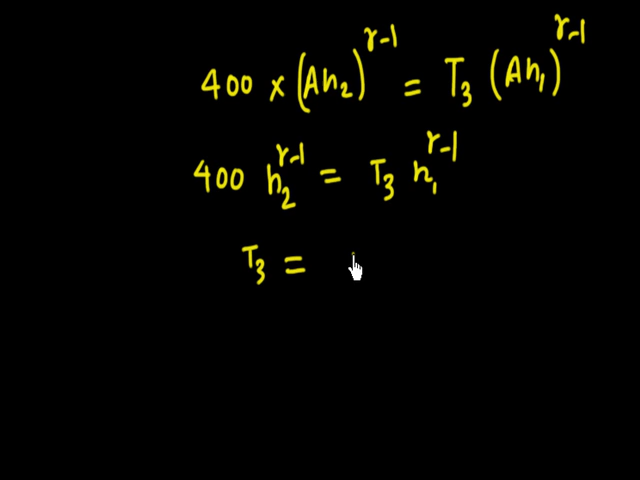 400 × (Ah₂)^(γ-1) = T₃ (Ah₁)^(γ-1)
400 h₂^(γ-1) = T₃ h₁^(γ-1)
T₃ =